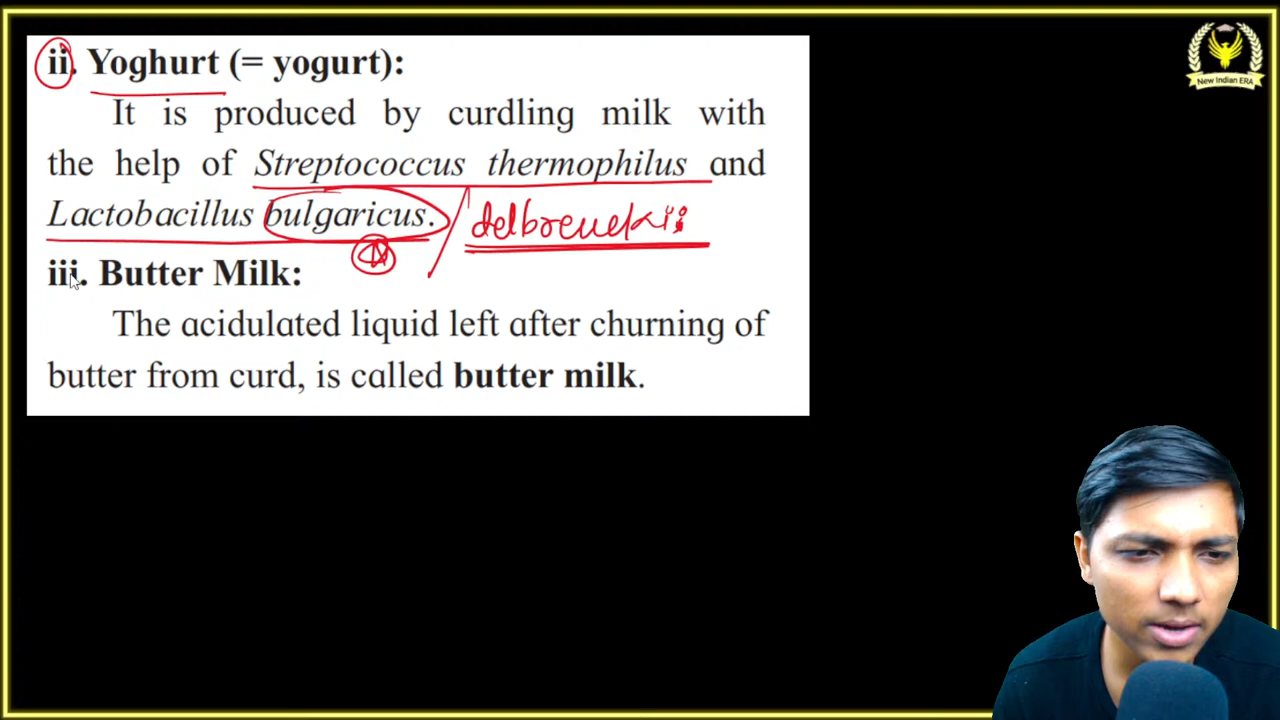 ii. Yoghurt (= yogurt):
It is produced by curdling milk with
the help of Streptococcus thermophilus and
Lactobacillus bulgaricus. / delbreuekii
iii. Butter Milk:
The acidulated liquid left after churning of
butter from curd, is called butter milk.
New Indian ERA